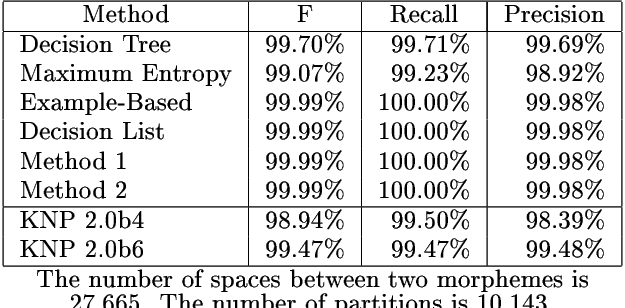 Method F Recall Precision
Decision Tree 99.70% 99.71% 99.69%
Maximum Entropy 99.07% 99.23% 98.92%
Example-Based 99.99% 100.00% 99.98%
Decision List 99.99% 100.00% 99.98%
Method 1 99.99% 100.00% 99.98%
Method 2 99.99% 100.00% 99.98%
KNP 2.0b4 98.94% 99.50% 98.39%
KNP 2.0b6 99.47% 99.47% 99.48%
The number of spaces between two morphemes is
27,665. The number of partitions is 10,143.